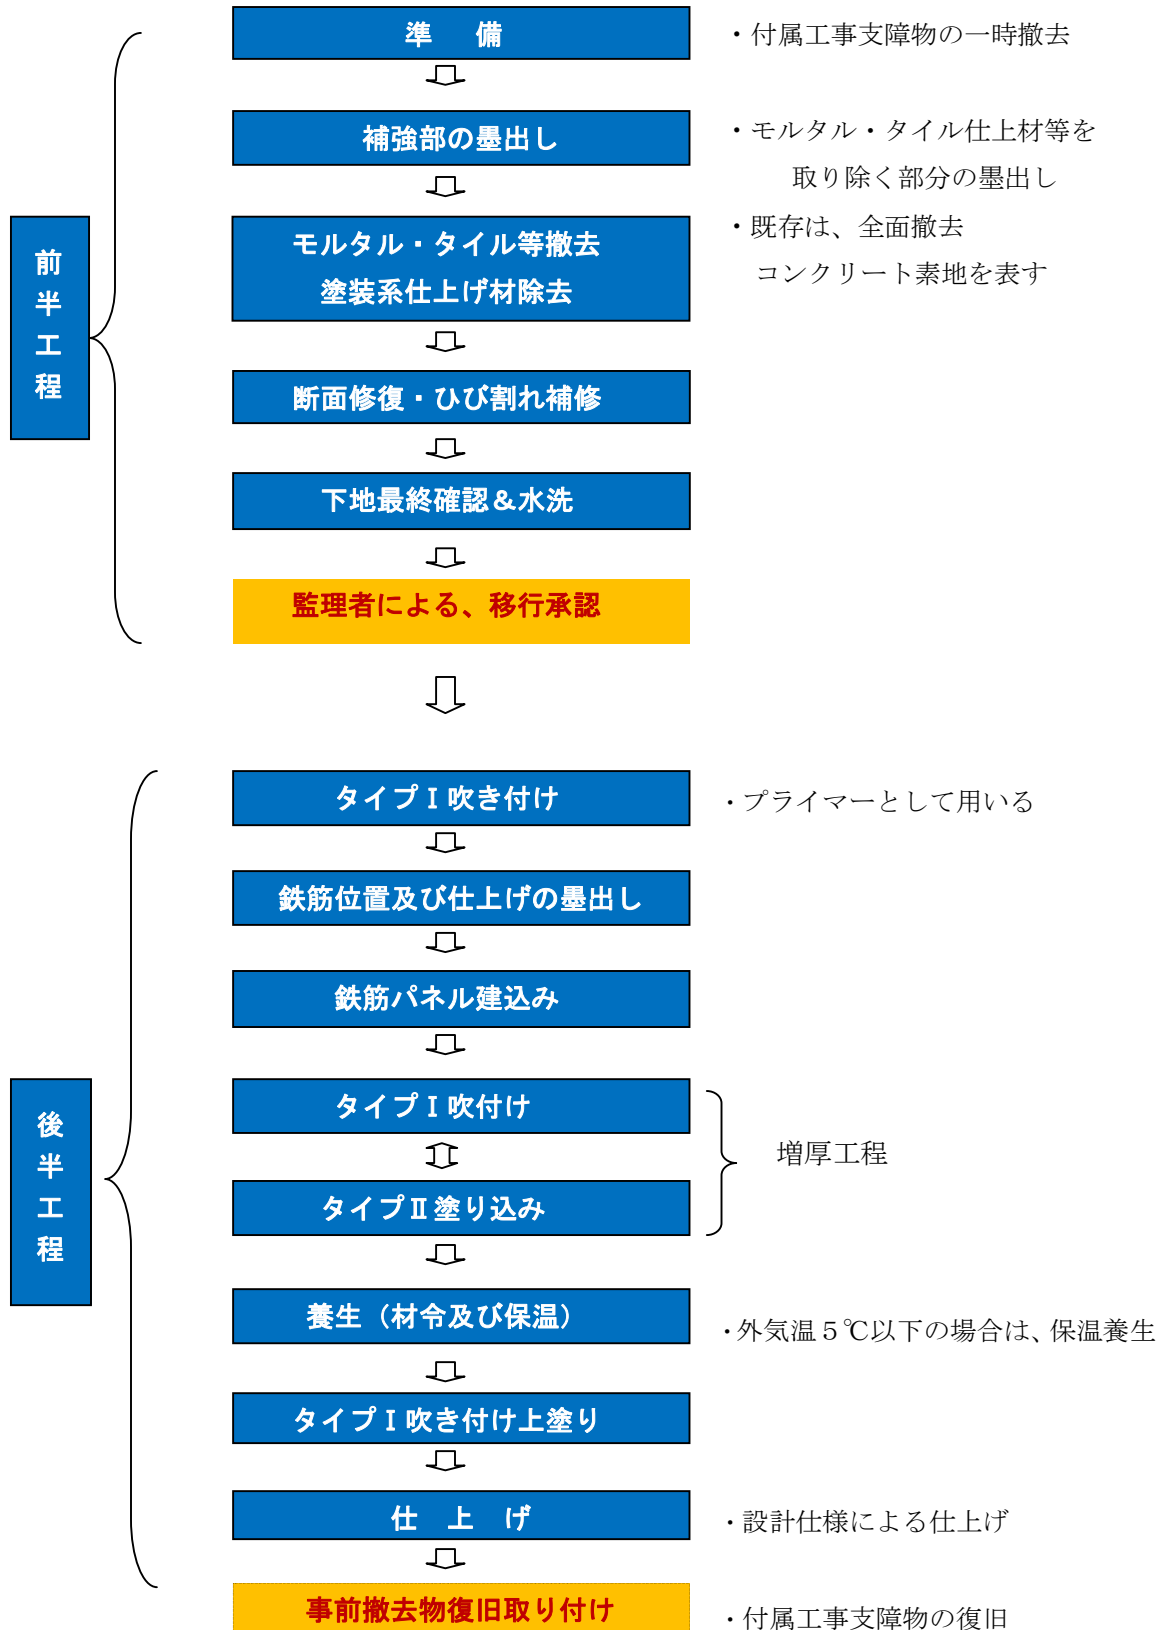 準　備
・付属工事支障物の一時撤去
補強部の墨出し
・モルタル・タイル仕上材等を
取り除く部分の墨出し
前半工程
モルタル・タイル等撤去
塗装系仕上げ材除去
・既存は、全面撤去
コンクリート素地を表す
断面修復・ひび割れ補修
下地最終確認＆水洗
監理者による、移行承認
タイプⅠ吹き付け
・プライマーとして用いる
鉄筋位置及び仕上げの墨出し
鉄筋パネル建込み
後半工程
タイプⅠ吹付け
増厚工程
タイプⅡ塗り込み
養生（材令及び保温）
・外気温５℃以下の場合は、保温養生
タイプⅠ吹き付け上塗り
仕　上　げ
・設計仕様による仕上げ
事前撤去物復旧取り付け
・付属工事支障物の復旧